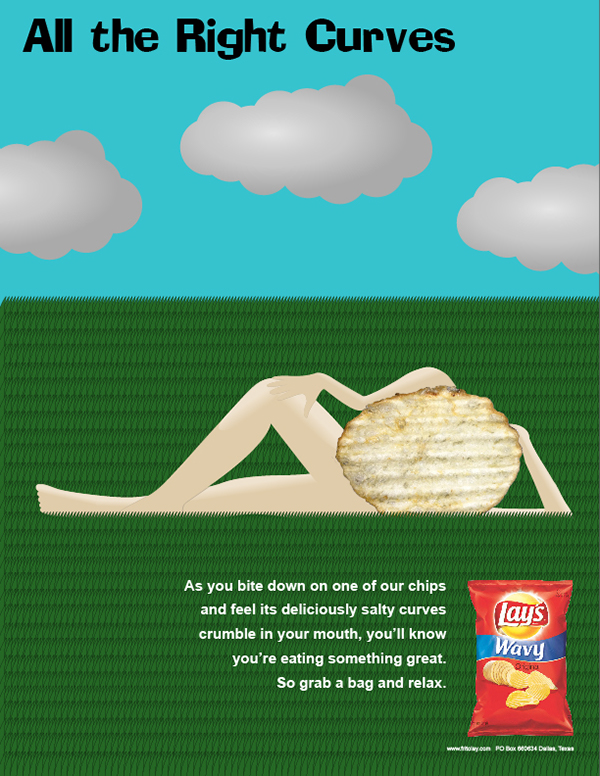 All the Right Curves
As you bite down on one of our chips
and feel its deliciously salty curves
crumble in your mouth, you'll know
you're eating something great.
So grab a bag and relax.
Lay's
Wavy
www.fritolay.com PO Box 660634 Dallas, Texas